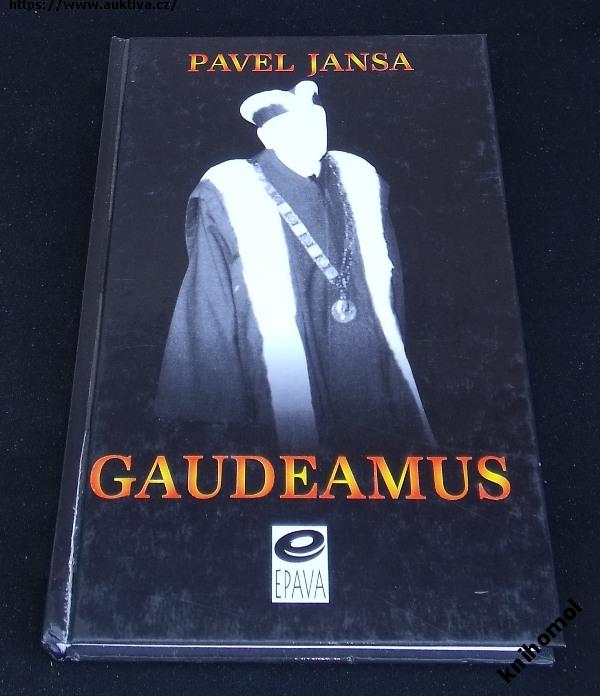 https://www.auktiva.cz/
PAVEL JANSA
GAUDEAMUS
e
EPAVA
knihomol